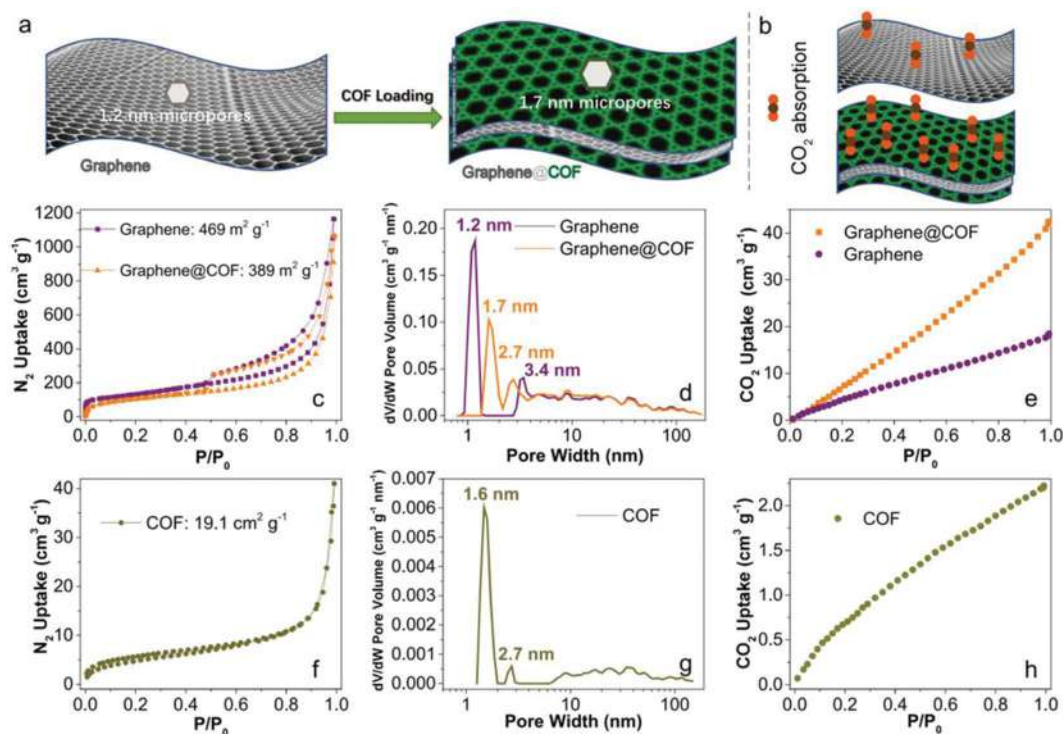 a
1.2 nm micropores
Graphene
COF Loading
1.7 nm micropores
Graphene@COF
b
CO2 absorption
N2 Uptake (cm3 g-1)
1200
1000
800
600
400
200
0
Graphene: 469 m2 g-1
Graphene@COF: 389 m2 g-1
c
0.0 0.2 0.4 0.6 0.8 1.0
P/P0
dV/dW Pore Volume (cm3 g-1 nm-1)
0.20
0.15
0.10
0.05
0.00
1.2 nm
Graphene
Graphene@COF
1.7 nm
2.7 nm
3.4 nm
d
1 10 100
Pore Width (nm)
CO2 Uptake (cm3 g-1)
40
30
20
10
0
Graphene@COF
Graphene
e
0.0 0.2 0.4 0.6 0.8 1.0
P/P0
N2 Uptake (cm3 g-1)
40
30
20
10
0
COF: 19.1 cm2 g-1
f
0.0 0.2 0.4 0.6 0.8 1.0
P/P0
dV/dW Pore Volume (cm3 g-1 nm-1)
0.007
0.006
0.005
0.004
0.003
0.002
0.001
0.000
1.6 nm
COF
2.7 nm
g
1 10 100
Pore Width (nm)
CO2 Uptake (cm3 g-1)
2.0
1.5
1.0
0.5
0.0
COF
h
0.0 0.2 0.4 0.6 0.8 1.0
P/P0